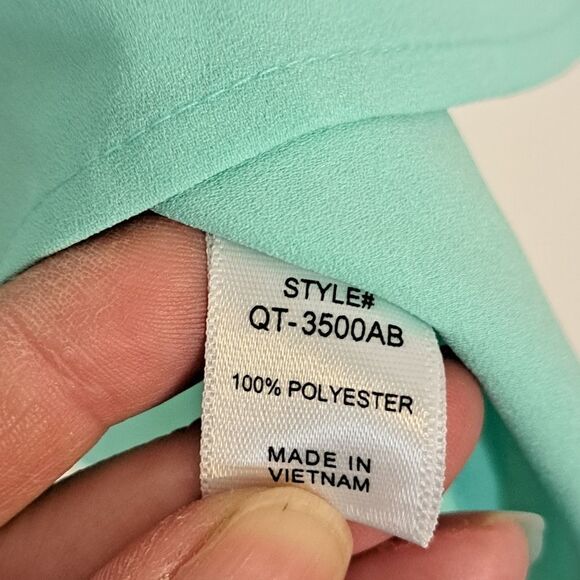 STYLE#
QT-3500AB
100% POLYESTER
MADE IN
VIETNAM